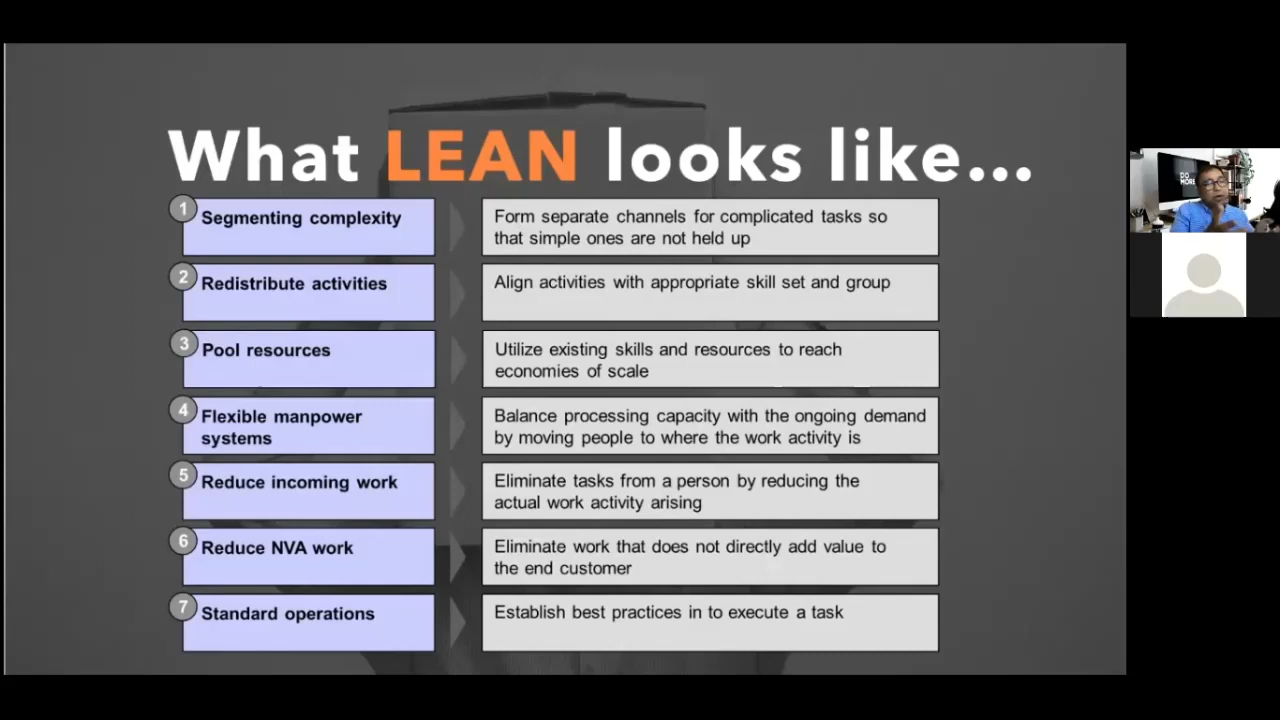 What LEAN looks like...
1
Segmenting complexity
Form separate channels for complicated tasks so
that simple ones are not held up
2
Redistribute activities
Align activities with appropriate skill set and group
3
Pool resources
Utilize existing skills and resources to reach
economies of scale
4
Flexible manpower
systems
Balance processing capacity with the ongoing demand
by moving people to where the work activity is
5
Reduce incoming work
Eliminate tasks from a person by reducing the
actual work activity arising
6
Reduce NVA work
Eliminate work that does not directly add value to
the end customer
7
Standard operations
Establish best practices in to execute a task
DO
MORE